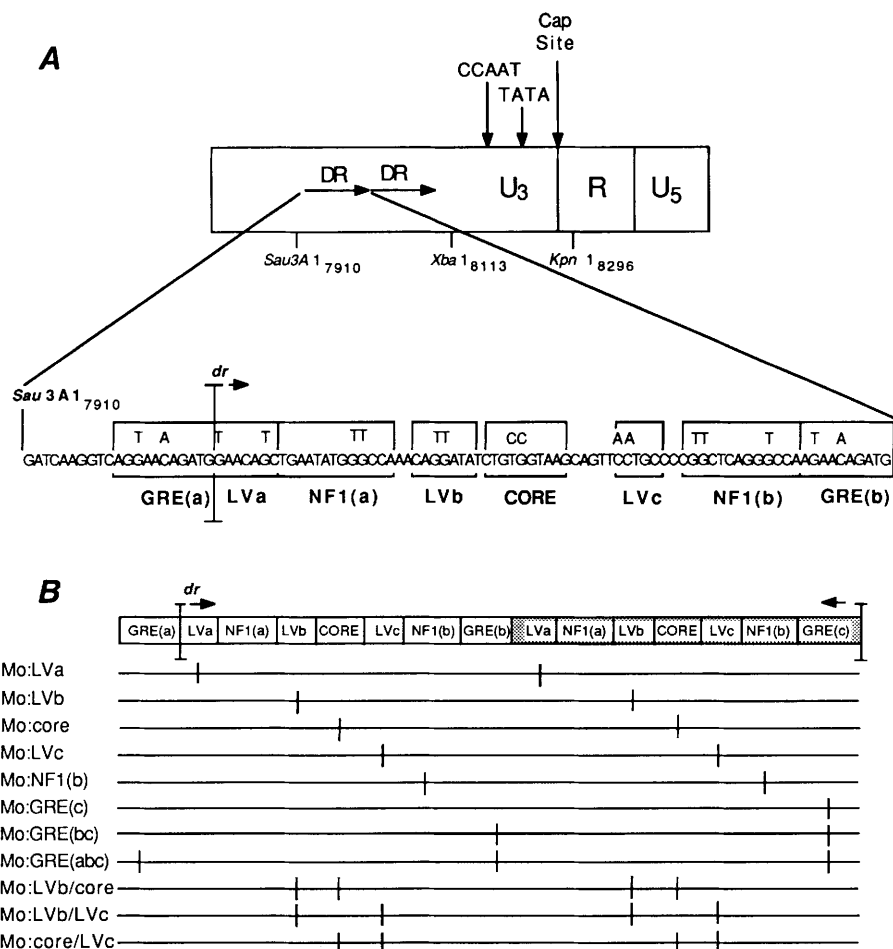 A
Cap
Site
CCAAT
TATA
DR DR
U3 R U5
Sau3A 1 7910
Xba 1 8113
Kpn 1 8296
dr
Sau 3A1 7910
T A T T TT TT CC AA TT T T A
GATCAAGGTCAGGAACAGATGGAACAGCTGAATATGGGCCAAACAGGATATCTGTGGTAAGCAGTTCCTGCCCCGGCTCAGGGCCAAGAACAGATG
GRE(a) LVa NF1(a) LVb CORE LVc NF1(b) GRE(b)
B
dr
GRE(a) LVa NF1(a) LVb CORE LVc NF1(b) GRE(b) LVa NF1(a) LVb CORE LVc NF1(b) GRE(c)
Mo:LVa
Mo:LVb
Mo:core
Mo:LVc
Mo:NF1(b)
Mo:GRE(c)
Mo:GRE(bc)
Mo:GRE(abc)
Mo:LVb/core
Mo:LVb/LVc
Mo:core/LVc